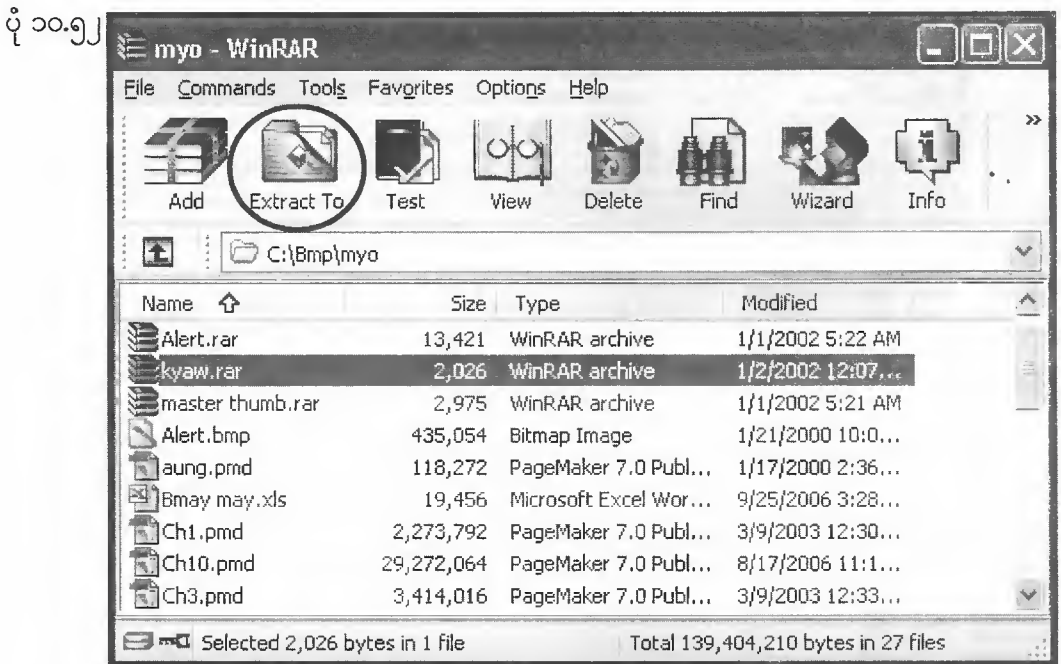 ပုံ ၁၀.၅၂
myo - WinRAR
File Commands Tools Favorites Options Help
Add Extract To Test View Delete Find Wizard Info
C:\Bmp\myo
Name Size Type Modified
Alert.rar 13,421 WinRAR archive 1/1/2002 5:22 AM
kyaw.rar 2,026 WinRAR archive 1/2/2002 12:07...
master thumb.rar 2,975 WinRAR archive 1/1/2002 5:21 AM
Alert.bmp 435,054 Bitmap Image 1/21/2000 10:0...
aung.pmd 118,272 PageMaker 7.0 Publ... 1/17/2000 2:36...
Bmay may.xls 19,456 Microsoft Excel Wor... 9/25/2006 3:28...
Ch1.pmd 2,273,792 PageMaker 7.0 Publ... 3/9/2003 12:30...
Ch10.pmd 29,272,064 PageMaker 7.0 Publ... 8/17/2006 11:1...
Ch3.pmd 3,414,016 PageMaker 7.0 Publ... 3/9/2003 12:33...
Selected 2,026 bytes in 1 file Total 139,404,210 bytes in 27 files